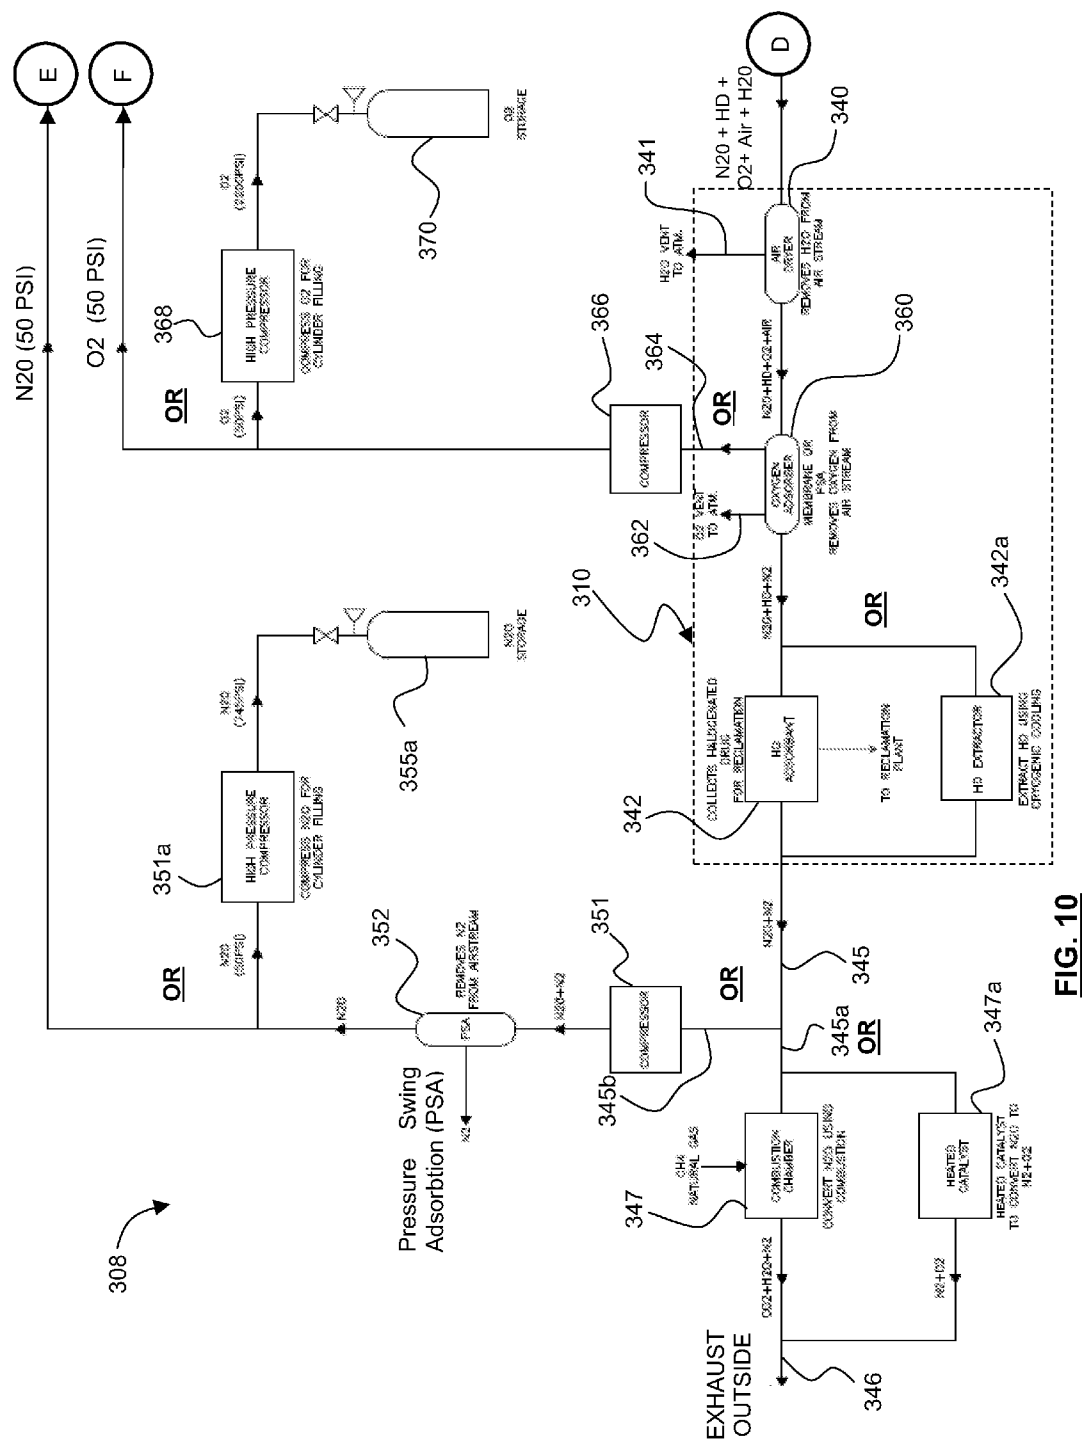 308
EXHAUST
OUTSIDE
346
CO2+H2O+N2
N2+O2
347
CH4
NATURAL GAS
COMBUSTION
CHAMBER
CONVERT N2O USING
COMBUSTION
347a
HEATED
CATALYST
HEATED CATALYST
TO CONVERT N2O TO
N2+O2
345a
OR
345
N2O+N2
OR
345b
351
COMPRESSOR
N2O+N2
Pressure Swing
Adsorbtion (PSA)
N2
352
PSA
REMOVES N2
FROM AIRSTREAM
N2O
OR
N2O
(50PSI)
351a
HIGH PRESSURE
COMPRESSOR
COMPRESS N2O FOR
CYLINDER FILLING
N2O
(745PSI)
355a
N2O
STORAGE
N20 (50 PSI)
E
O2 (50 PSI)
F
OR
O2
(50PSI)
368
HIGH PRESSURE
COMPRESSOR
COMPRESS O2 FOR
CYLINDER FILLING
O2
(2200PSI)
370
O2
STORAGE
310
342
COLLECTS HALOGENATED
DRUG
FOR RECLAMATION
HD
ADSORBANT
TO RECLAMATION
PLANT
342a
HD EXTRACTOR
EXTRACT HD USING
CRYOGENIC COOLING
OR
N2O+HD+N2
362
O2 VENT
TO ATM.
364
366
COMPRESSOR
OR
OXYGEN
ADSORBER
MEMBRANE OR
PSA
REMOVES OXYGEN FROM
AIR STREAM
360
N2O+HD+O2+AIR
341
H2O VENT
TO ATM.
AIR
DRYER
REMOVES H2O FROM
AIR STREAM
340
N20 + HD +
O2+ Air + H20
D
FIG. 10